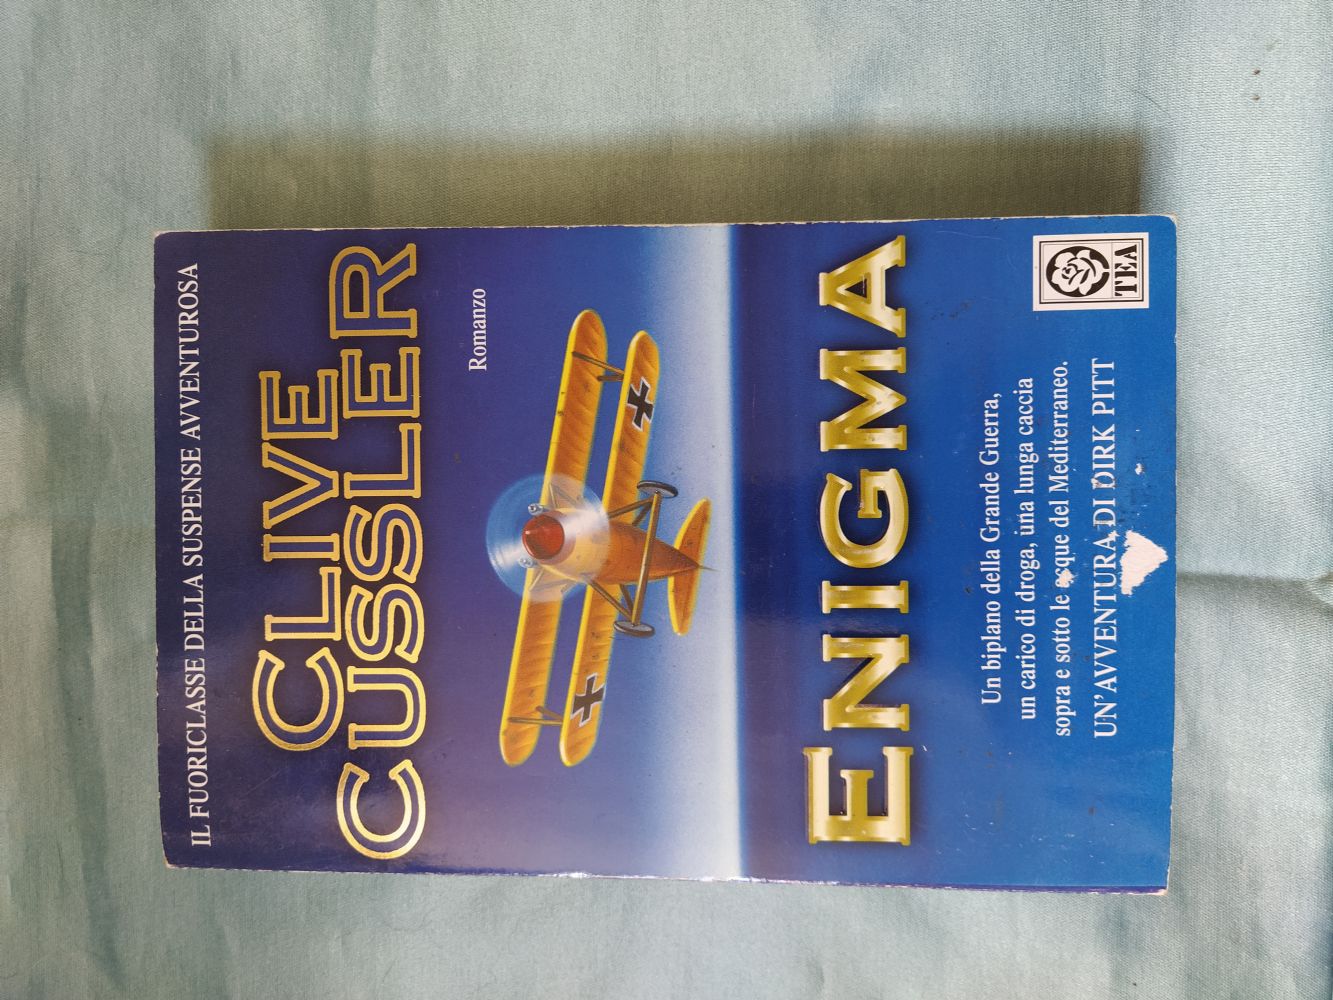 IL FUORICLASSE DELLA SUSPENSE AVVENTUROSA
CLIVE
CUSSLER
Romanzo
ENIGMA
Un biplano della Grande Guerra,
un carico di droga, una lunga caccia
sopra e sotto le acque del Mediterraneo.
UN'AVVENTURA DI DIRK PITT
TEA